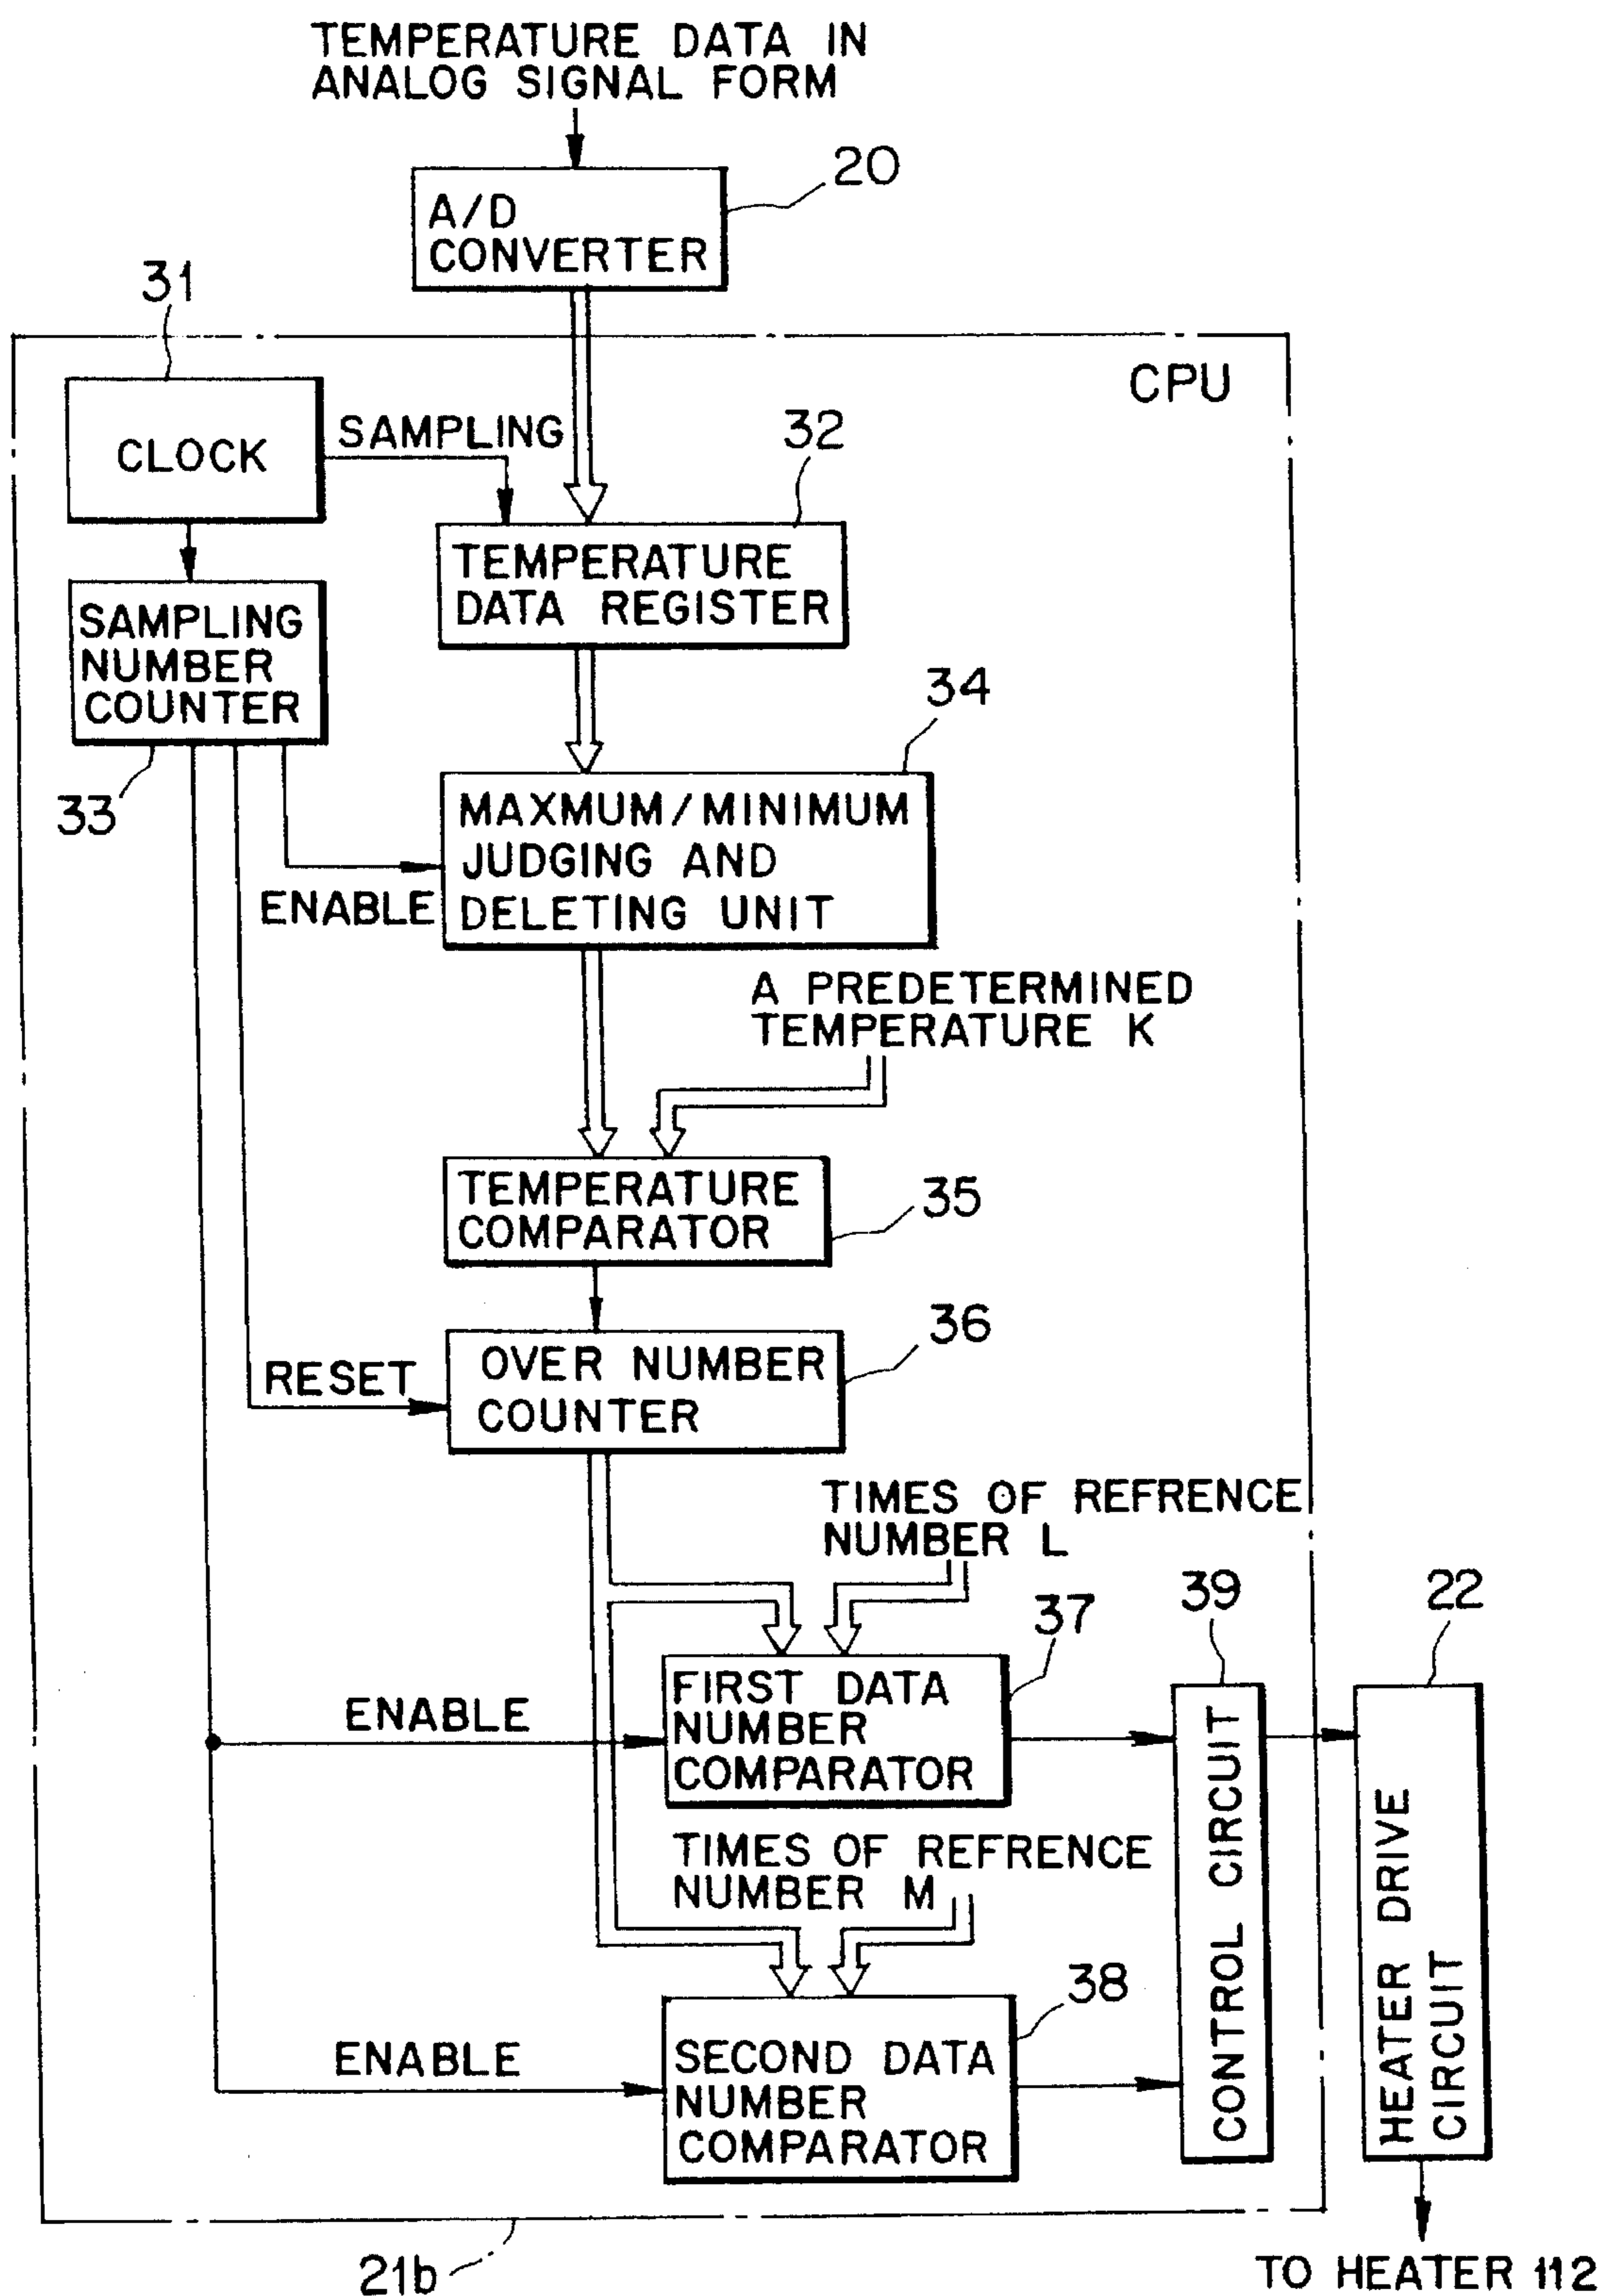 TEMPERATURE DATA IN
ANALOG SIGNAL FORM
20
A/D
CONVERTER
31
CPU
CLOCK
SAMPLING
32
TEMPERATURE
DATA REGISTER
SAMPLING
NUMBER
COUNTER
33
34
MAXMUM/MINIMUM
JUDGING AND
DELETING UNIT
ENABLE
A PREDETERMINED
TEMPERATURE K
TEMPERATURE
COMPARATOR
35
36
OVER NUMBER
COUNTER
RESET
TIMES OF REFRENCE
NUMBER L
37
39
22
FIRST DATA
NUMBER
COMPARATOR
ENABLE
TIMES OF REFRENCE
NUMBER M
38
SECOND DATA
NUMBER
COMPARATOR
ENABLE
CONTROL CIRCUIT
HEATER DRIVE
CIRCUIT
21b
TO HEATER 112